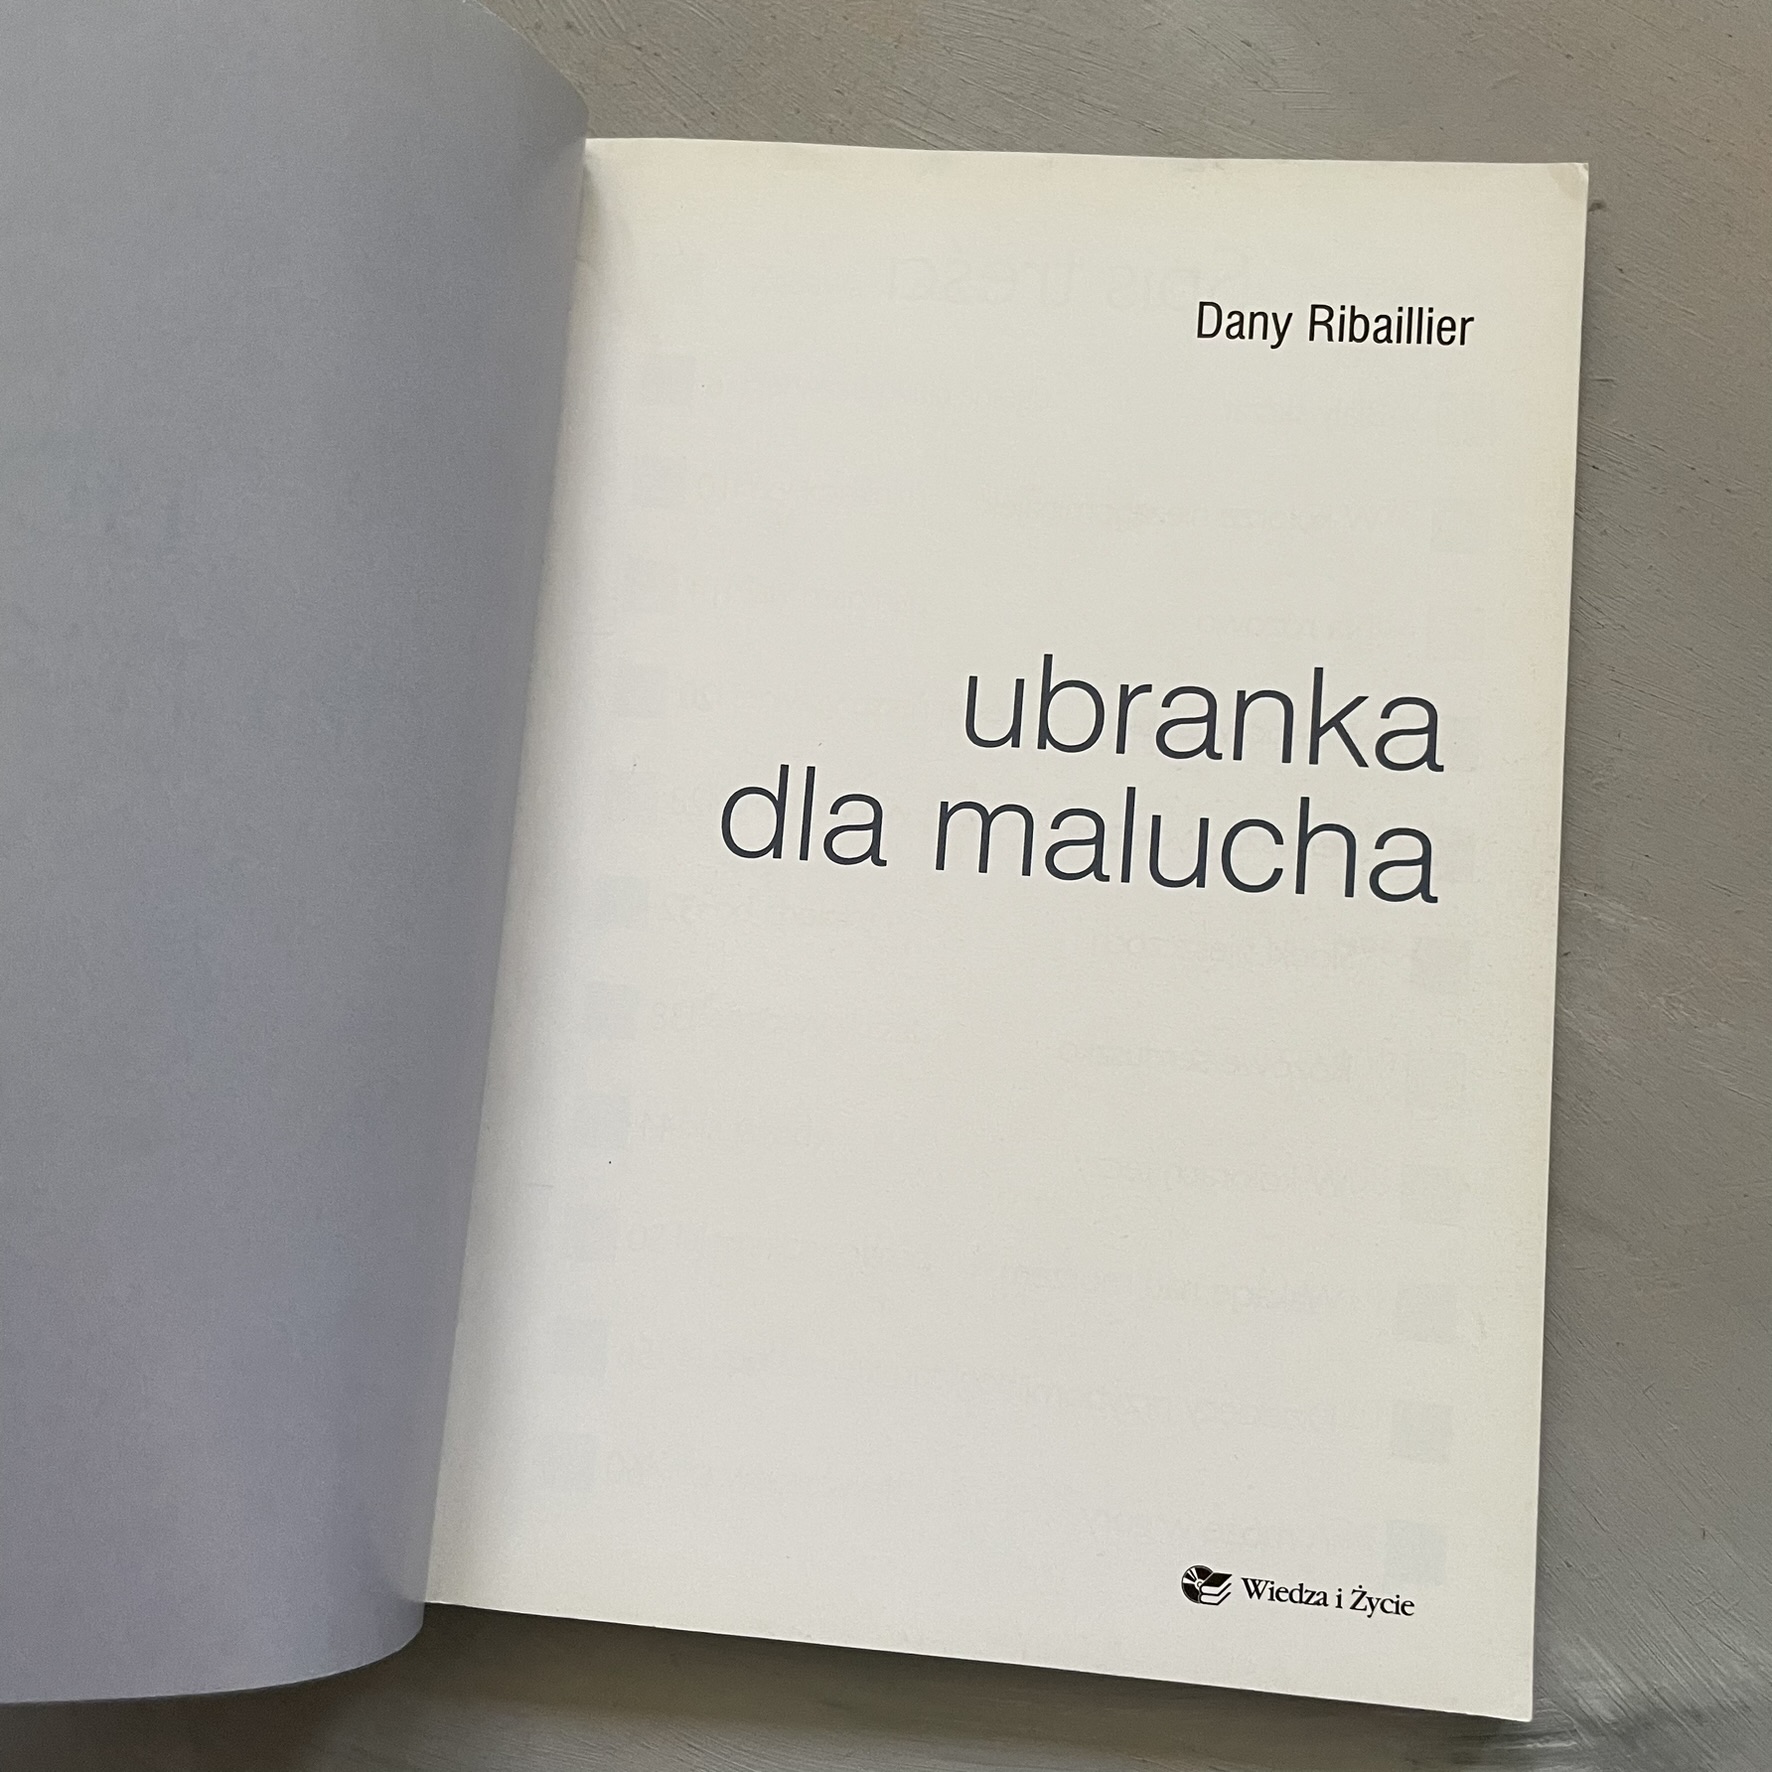 Dany Ribaillier
ubranka
dla malucha
Wiedza i Życie